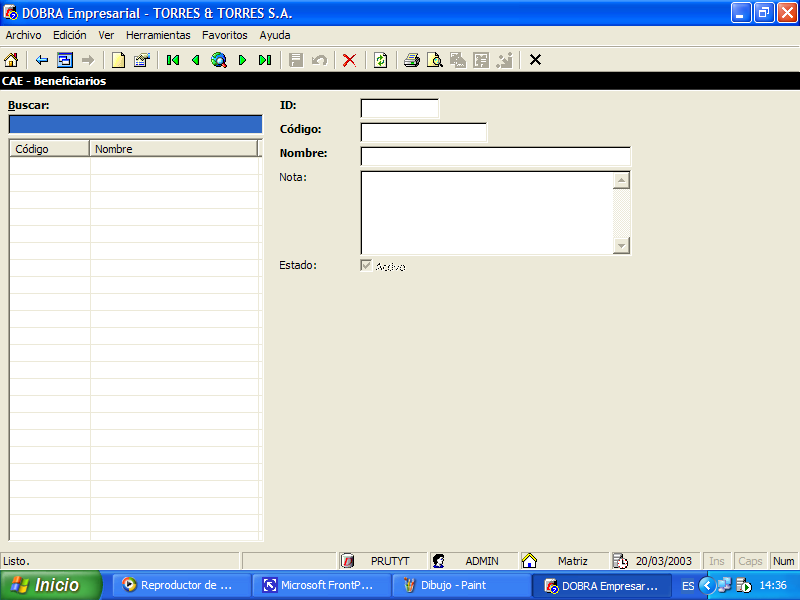 DOBRA Empresarial - TORRES & TORRES S.A.
Archivo Edición Ver Herramientas Favoritos Ayuda
CAE - Beneficiarios
Buscar:
Código Nombre
ID:
Código:
Nombre:
Nota:
Estado: Activo
Listo. PRUTYT ADMIN Matriz 20/03/2003 Ins Caps Num
Inicio Reproductor de ... Microsoft FrontP... Dibujo - Paint DOBRA Empresar... ES 14:36